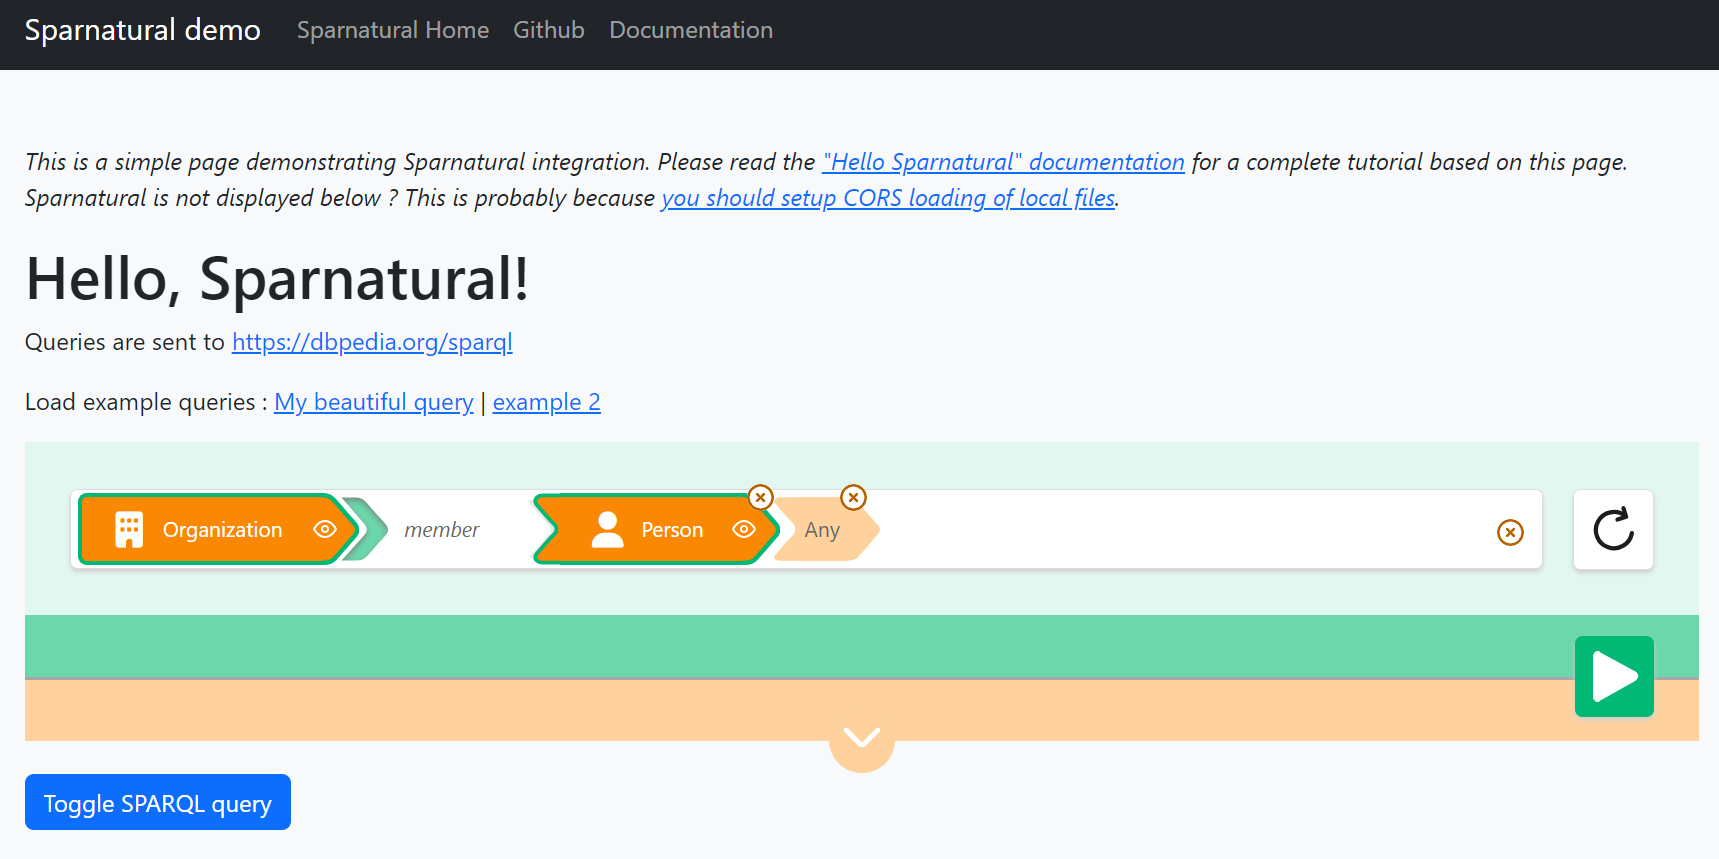 Sparnatural demo Sparnatural Home Github Documentation
This is a simple page demonstrating Sparnatural integration. Please read the "Hello Sparnatural" documentation for a complete tutorial based on this page.
Sparnatural is not displayed below ? This is probably because you should setup CORS loading of local files.
Hello, Sparnatural!
Queries are sent to https://dbpedia.org/sparql
Load example queries : My beautiful query | example 2
Organization member Person Any
Toggle SPARQL query